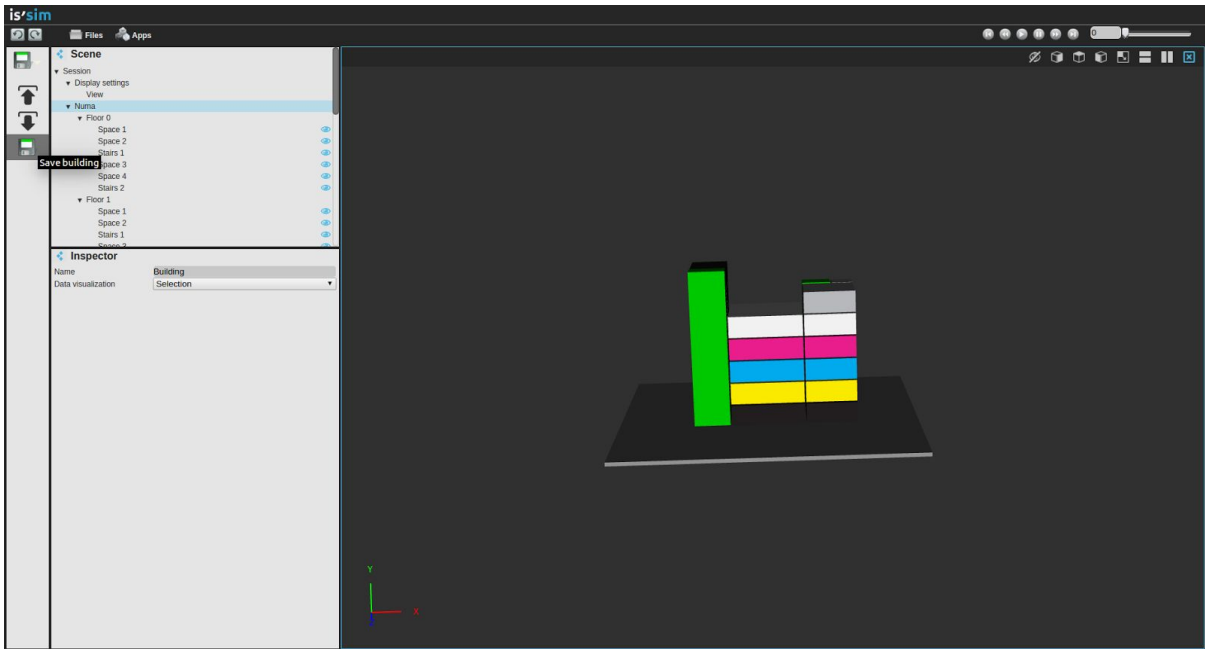 is'sim
Files Apps
0
Scene
Session
Display settings
View
Numa
Floor 0
Space 1
Space 2
Stairs 1
Save building
Space 3
Space 4
Stairs 2
Floor 1
Space 1
Space 2
Stairs 1
Space 3
Inspector
Name Building
Data visualization Selection
Y
X